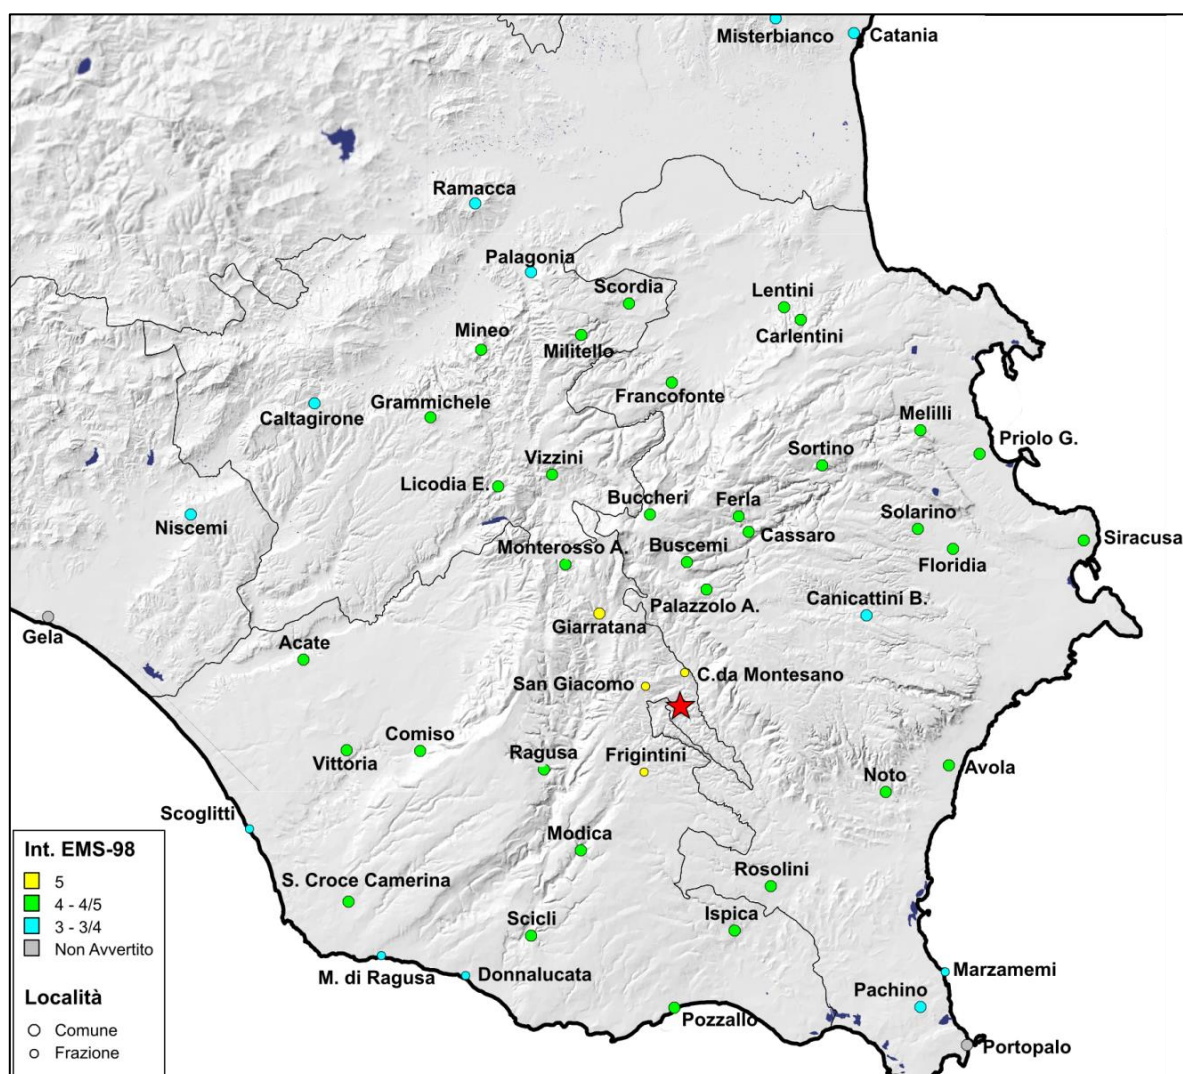 Misterbianco
Catania
Ramacca
Palagonia
Scordia
Lentini
Mineo
Militello
Carlentini
Caltagirone
Grammichele
Francofonte
Melilli
Priolo G.
Sortino
Vizzini
Licodia E.
Buccheri
Ferla
Solarino
Niscemi
Cassaro
Siracusa
Monterosso A.
Buscemi
Floridia
Palazzolo A.
Canicattini B.
Gela
Giarratana
Acate
San Giacomo
C.da Montesano
Comiso
Vittoria
Ragusa
Frigintini
Noto
Avola
Scoglitti
Modica
Rosolini
S. Croce Camerina
Scicli
Ispica
M. di Ragusa
Donnalucata
Marzamemi
Pachino
Pozzallo
Portopalo
Int. EMS-98
5
4 - 4/5
3 - 3/4
Non Avvertito
Località
Comune
Frazione